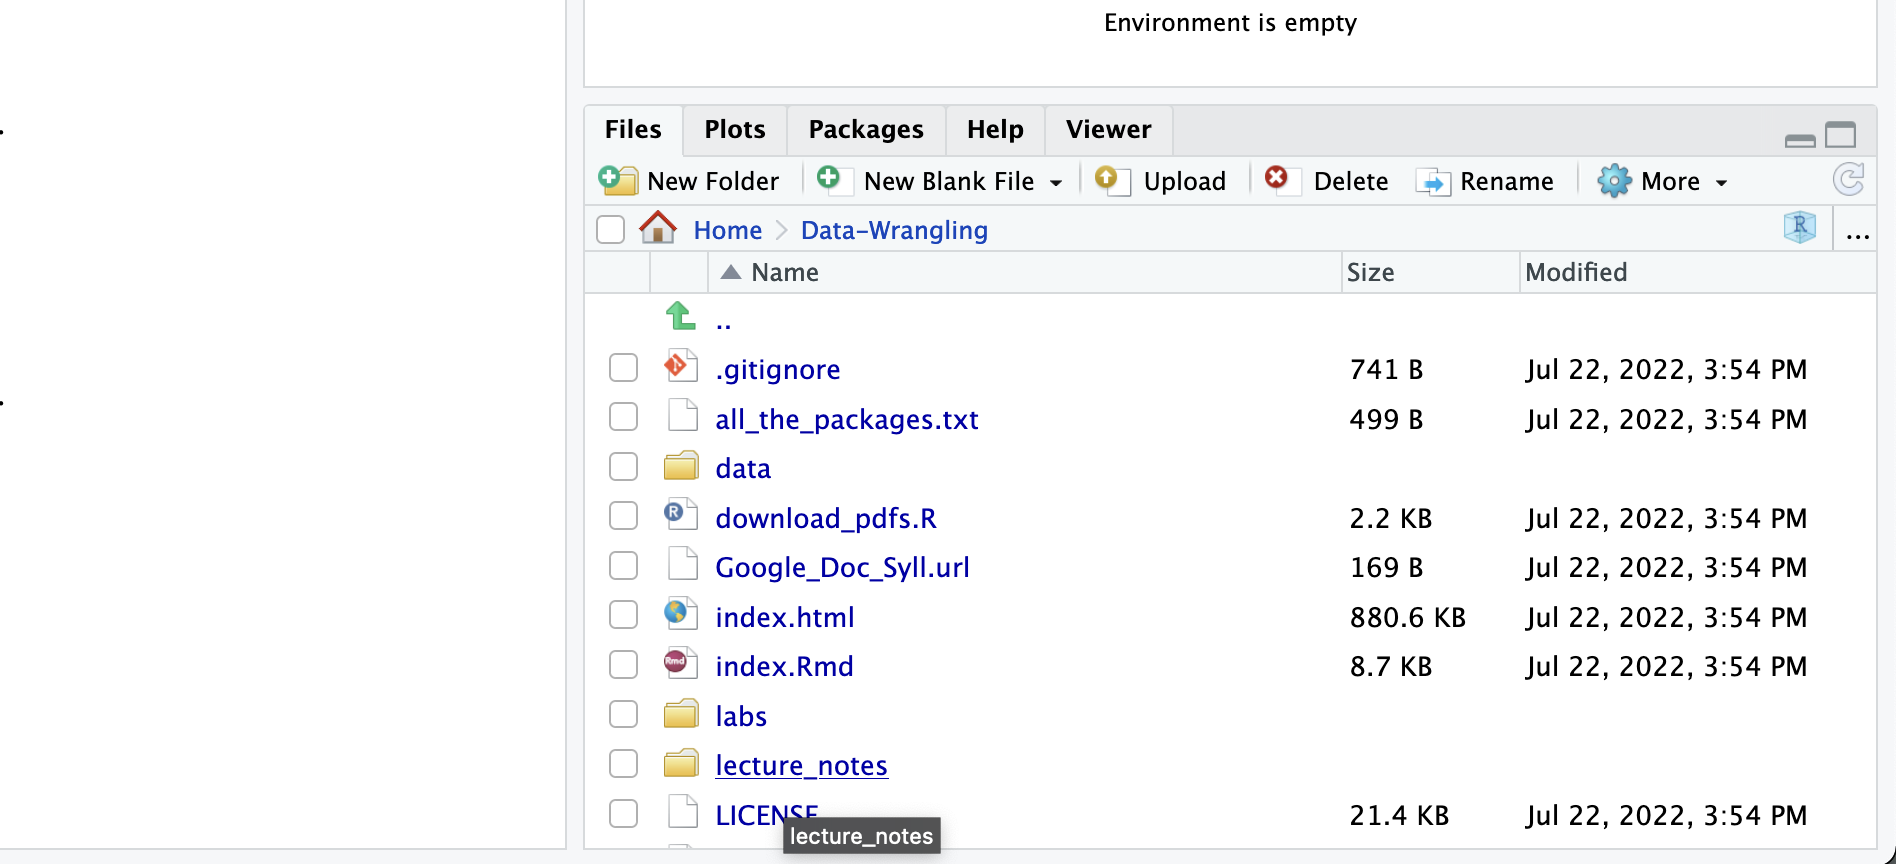 Environment is empty
Files Plots Packages Help Viewer
New Folder New Blank File Upload Delete Rename More
Home Data-Wrangling R ...
Name Size Modified
..
.gitignore 741 B Jul 22, 2022, 3:54 PM
all_the_packages.txt 499 B Jul 22, 2022, 3:54 PM
data
R download_pdfs.R 2.2 KB Jul 22, 2022, 3:54 PM
Google_Doc_Syll.url 169 B Jul 22, 2022, 3:54 PM
index.html 880.6 KB Jul 22, 2022, 3:54 PM
Rmd index.Rmd 8.7 KB Jul 22, 2022, 3:54 PM
labs
lecture_notes
LICENSE 21.4 KB Jul 22, 2022, 3:54 PM
lecture_notes